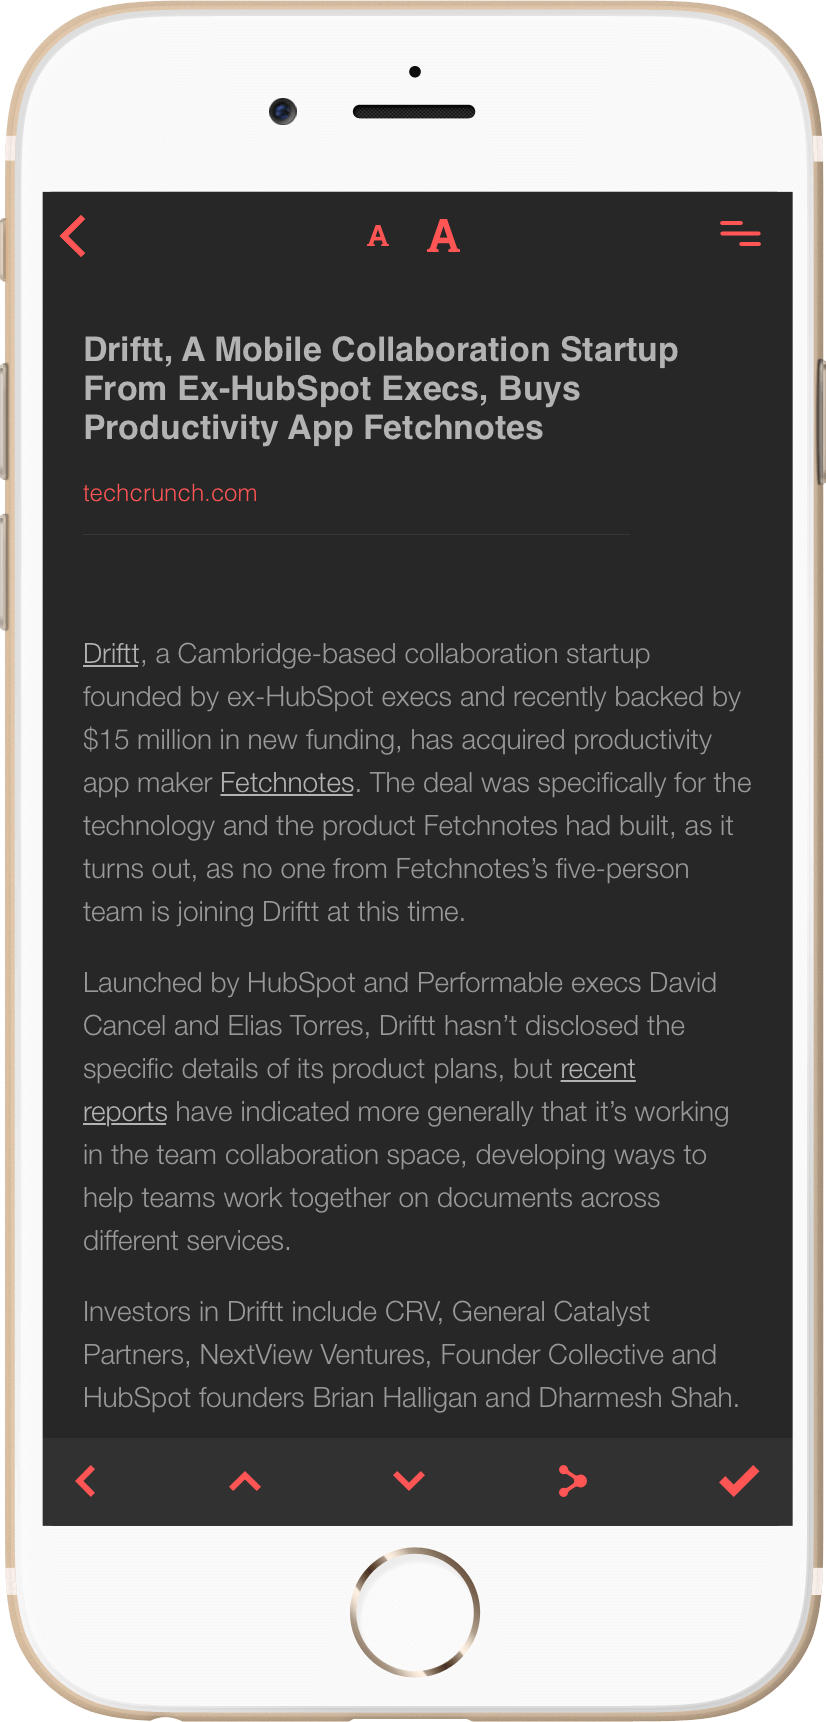 A A
Driftt, A Mobile Collaboration Startup
From Ex-HubSpot Execs, Buys
Productivity App Fetchnotes
techcrunch.com
Driftt, a Cambridge-based collaboration startup
founded by ex-HubSpot execs and recently backed by
$15 million in new funding, has acquired productivity
app maker Fetchnotes. The deal was specifically for the
technology and the product Fetchnotes had built, as it
turns out, as no one from Fetchnotes’s five-person
team is joining Driftt at this time.
Launched by HubSpot and Performable execs David
Cancel and Elias Torres, Driftt hasn’t disclosed the
specific details of its product plans, but recent
reports have indicated more generally that it’s working
in the team collaboration space, developing ways to
help teams work together on documents across
different services.
Investors in Driftt include CRV, General Catalyst
Partners, NextView Ventures, Founder Collective and
HubSpot founders Brian Halligan and Dharmesh Shah.